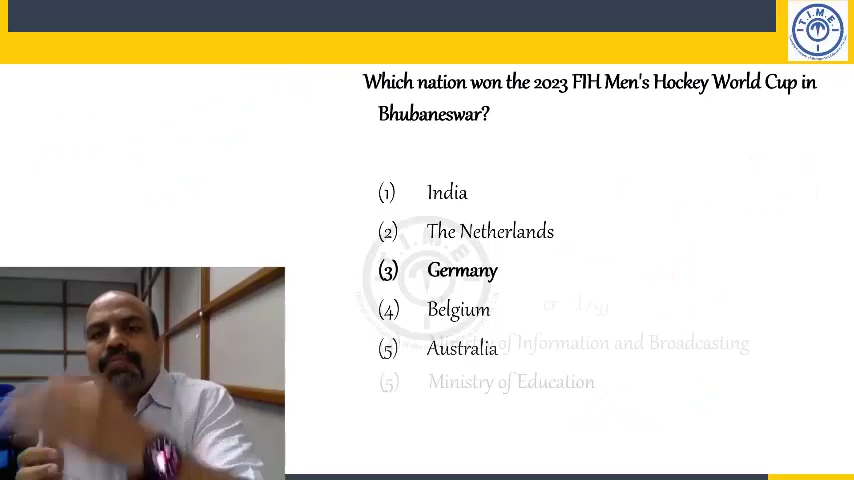 T.I.M.E.
Which nation won the 2023 FIH Men's Hockey World Cup in
Bhubaneswar?
(1) India
(2) The Netherlands
(3) Germany
(4) Belgium
(5) Australia
of Information and Broadcasting
(5) Ministry of Education